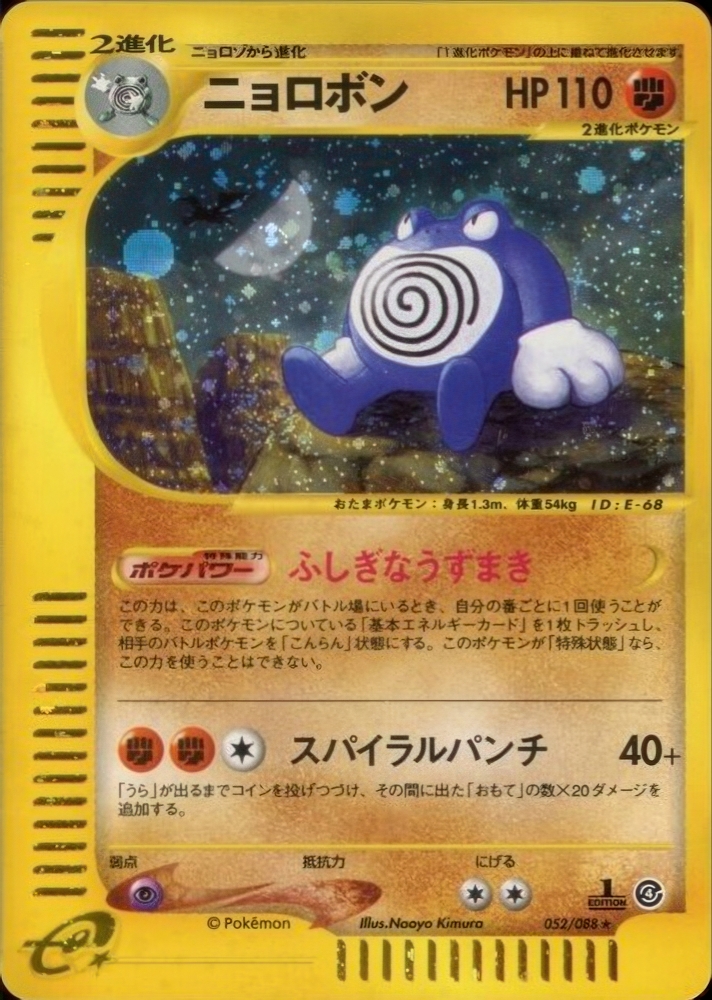 2進化
ニョロゾから進化
「1進化ポケモン」の上に重ねて進化させます。
ニョロボン HP 110
2進化ポケモン
おたまポケモン：身長1.3m、体重54kg ID：E-68
特殊能力
ポケパワー ふしぎなうずまき
この力は、このポケモンがバトル場にいるとき、自分の番ごとに1回使うことが
できる。このポケモンについている「基本エネルギーカード」を1枚トラッシュし、
相手のバトルポケモンを「こんらん」状態にする。このポケモンが「特殊状態」なら、
この力を使うことはできない。
スパイラルパンチ 40+
「うら」が出るまでコインを投げつづけ、その間に出た「おもて」の数×20ダメージを
追加する。
弱点 抵抗力 にげる
1
EDITION
4
© Pokémon Illus.Naoyo Kimura 052/088★
e